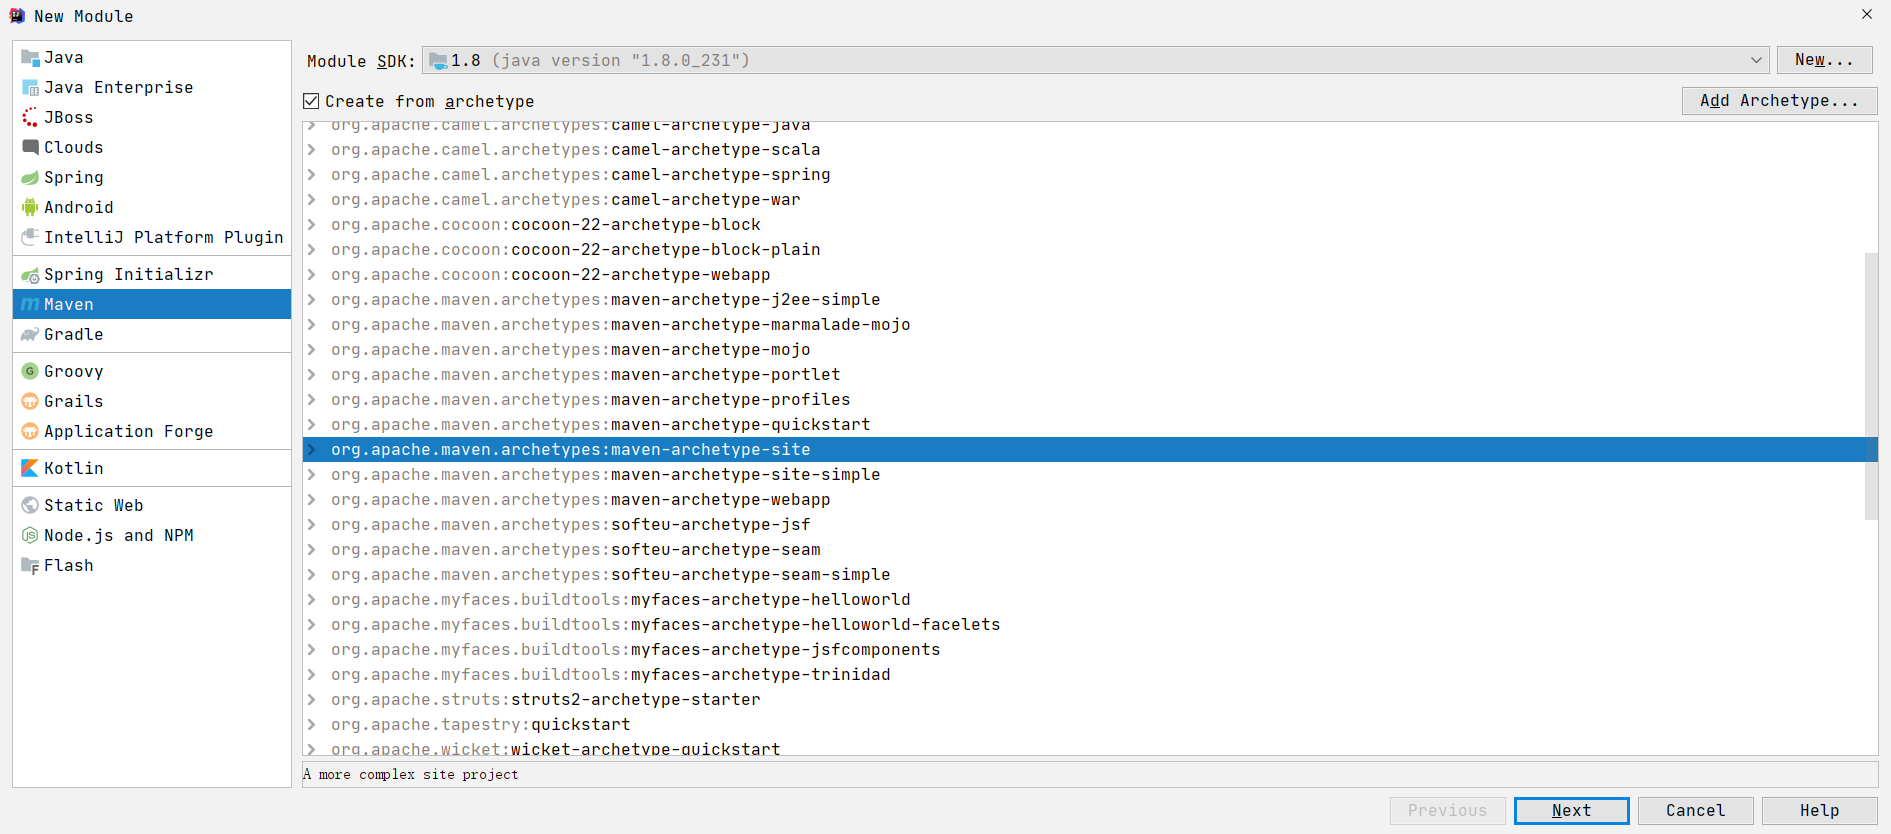 New Module
Java
Java Enterprise
JBoss
Clouds
Spring
Android
IntelliJ Platform Plugin
Spring Initializr
Maven
Gradle
Groovy
Grails
Application Forge
Kotlin
Static Web
Node.js and NPM
Flash
Module SDK: 1.8 (java version "1.8.0_231") New...
Create from archetype Add Archetype...
org.apache.camel.archetypes:camel-archetype-java
org.apache.camel.archetypes:camel-archetype-scala
org.apache.camel.archetypes:camel-archetype-spring
org.apache.camel.archetypes:camel-archetype-war
org.apache.cocoon:cocoon-22-archetype-block
org.apache.cocoon:cocoon-22-archetype-block-plain
org.apache.cocoon:cocoon-22-archetype-webapp
org.apache.maven.archetypes:maven-archetype-j2ee-simple
org.apache.maven.archetypes:maven-archetype-marmalade-mojo
org.apache.maven.archetypes:maven-archetype-mojo
org.apache.maven.archetypes:maven-archetype-portlet
org.apache.maven.archetypes:maven-archetype-profiles
org.apache.maven.archetypes:maven-archetype-quickstart
org.apache.maven.archetypes:maven-archetype-site
org.apache.maven.archetypes:maven-archetype-site-simple
org.apache.maven.archetypes:maven-archetype-webapp
org.apache.maven.archetypes:softeu-archetype-jsf
org.apache.maven.archetypes:softeu-archetype-seam
org.apache.maven.archetypes:softeu-archetype-seam-simple
org.apache.myfaces.buildtools:myfaces-archetype-helloworld
org.apache.myfaces.buildtools:myfaces-archetype-helloworld-facelets
org.apache.myfaces.buildtools:myfaces-archetype-jsfcomponents
org.apache.myfaces.buildtools:myfaces-archetype-trinidad
org.apache.struts:struts2-archetype-starter
org.apache.tapestry:quickstart
org.apache.wicket:wicket-archetype-quickstart
A more complex site project
Previous Next Cancel Help